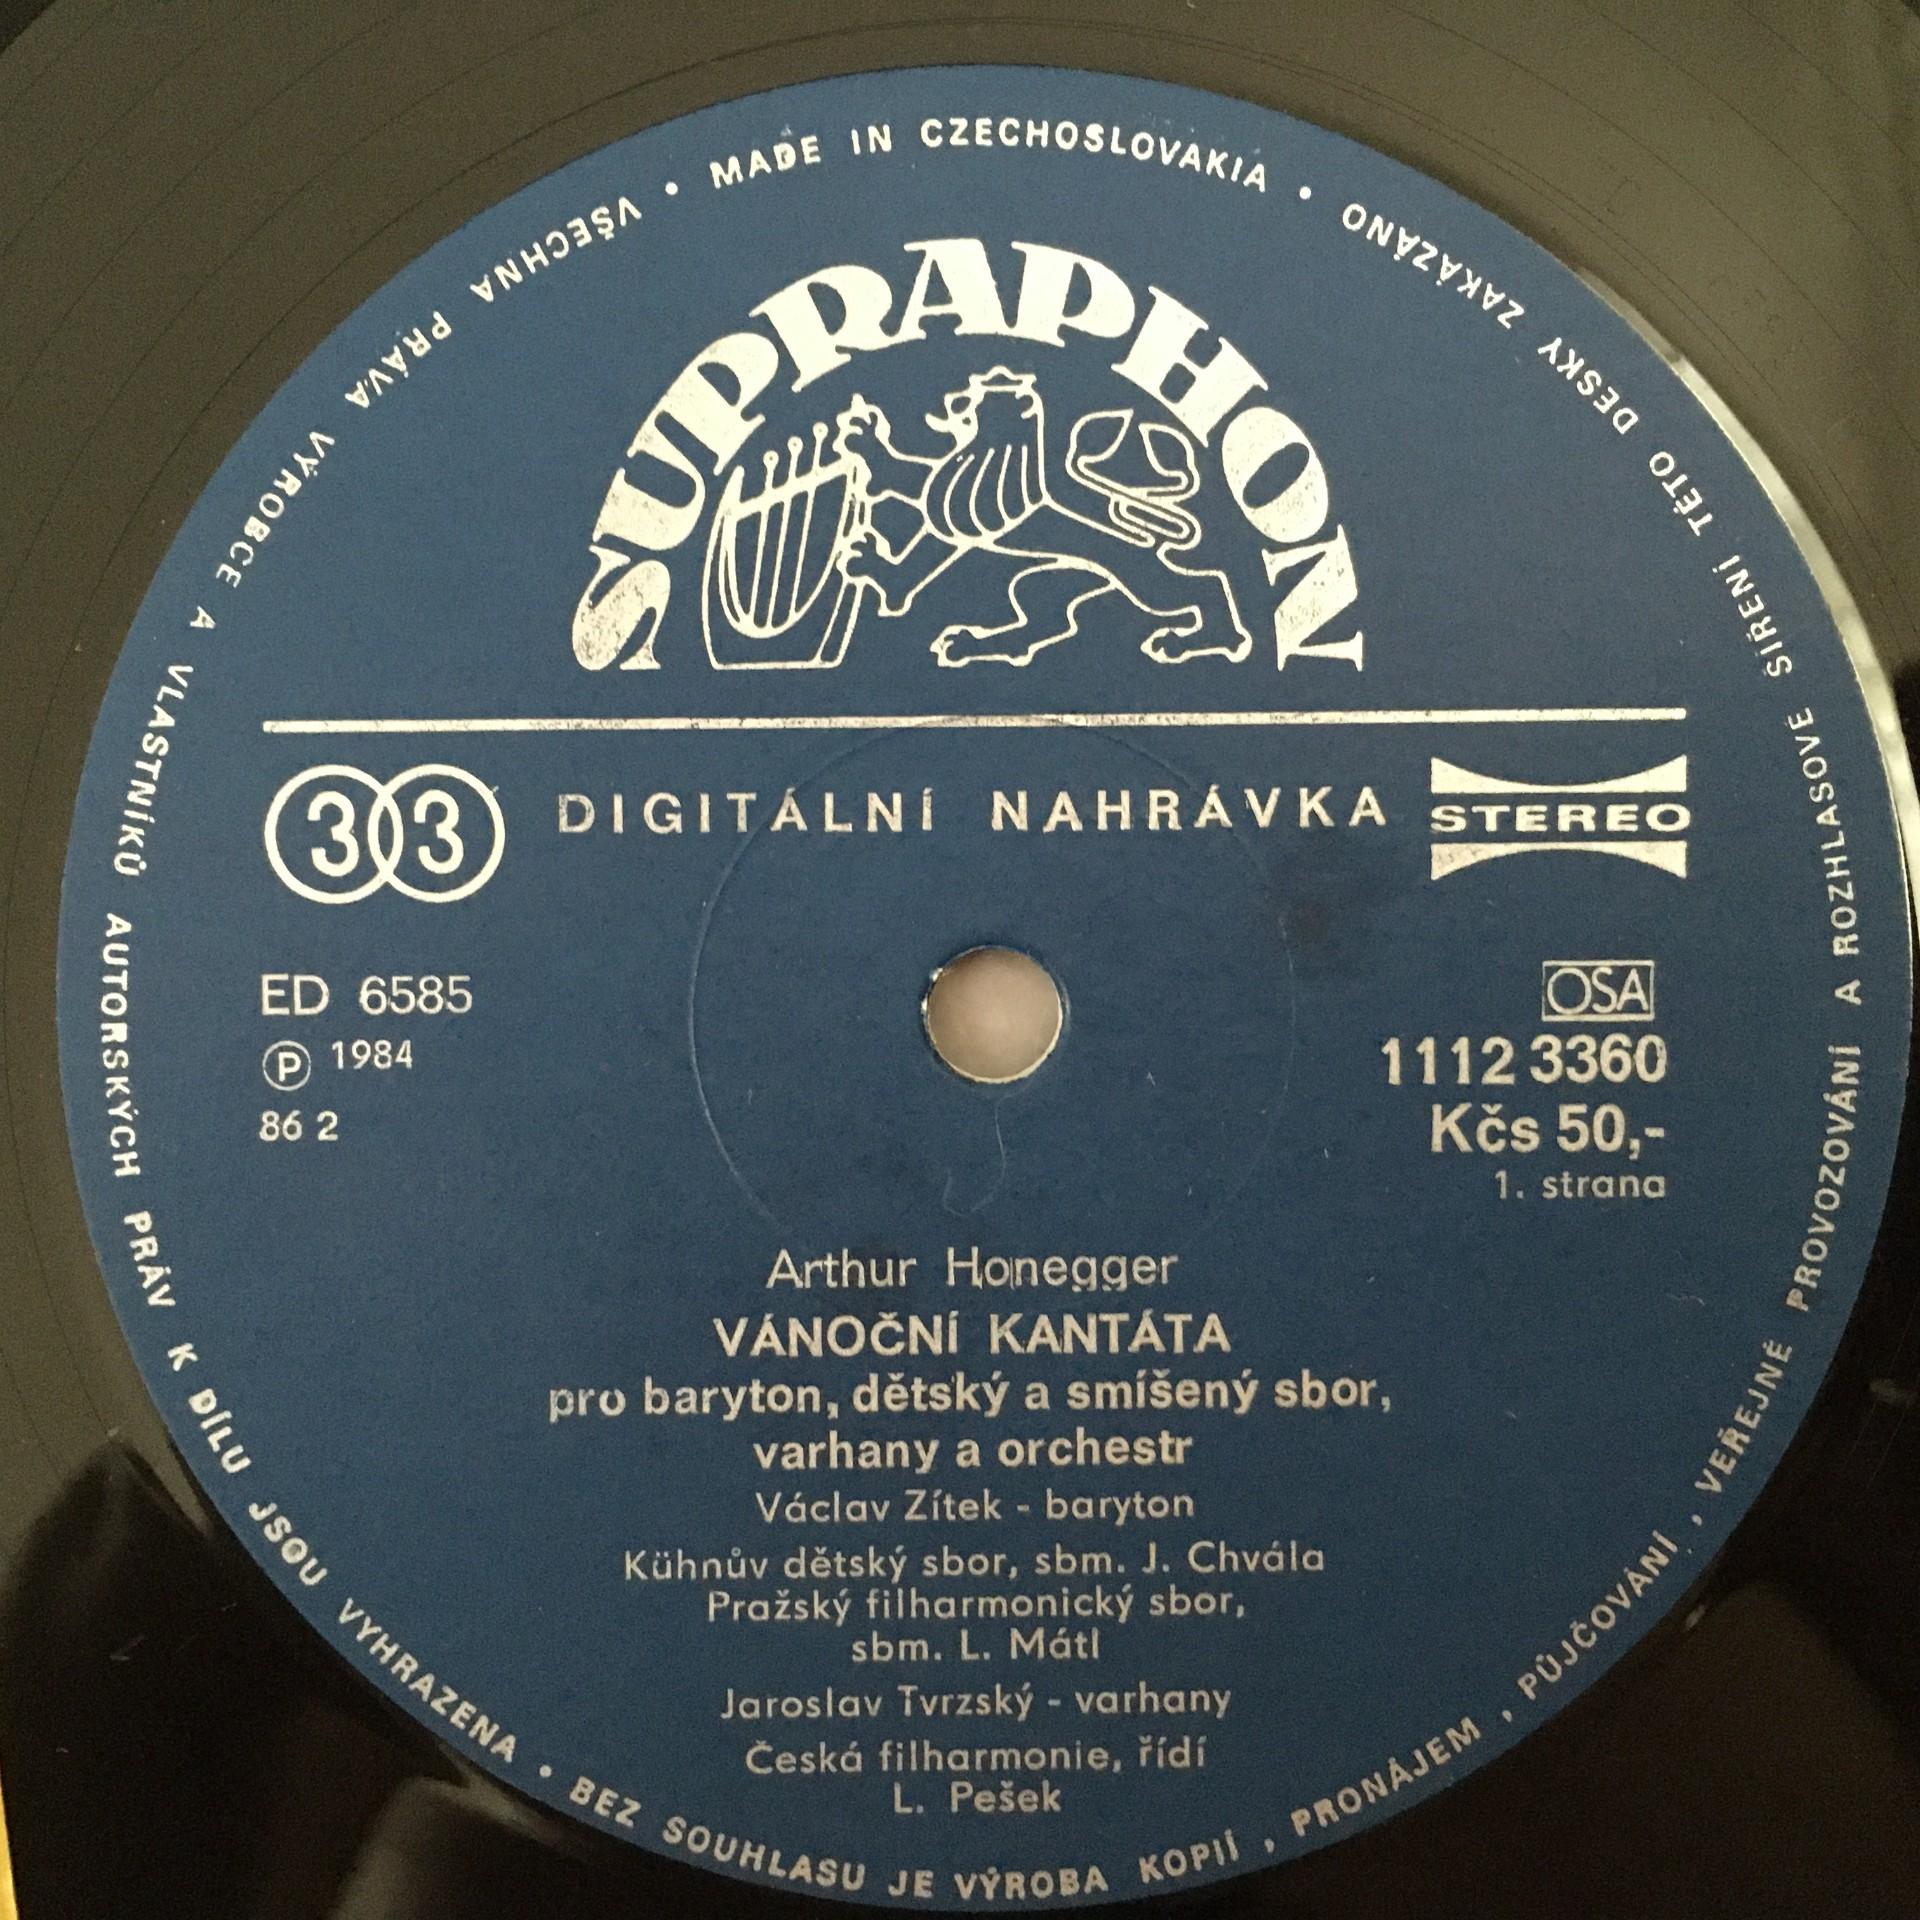 VŠECHNA PRÁVA VÝROBCE A VLASTNÍKŮ AUTORSKÝCH PRÁV K DÍLU JSOU VYHRAZENA • BEZ SOUHLASU JE VÝROBA KOPIÍ, PRONÁJEM, PŮJČOVÁNÍ, VEŘEJNÉ PROVOZOVÁNÍ A ROZHLASOVÉ ŠÍŘENÍ TÉTO DESKY ZAKÁZÁNO • MADE IN CZECHOSLOVAKIA •
SUPRAPHON
33 DIGITÁLNÍ NAHRÁVKA STEREO
ED 6585
Ⓟ 1984
86 2
OSA
1112 3360
Kčs 50,-
1. strana
Arthur Honegger
VÁNOČNÍ KANTÁTA
pro baryton, dětský a smíšený sbor,
varhany a orchestr
Václav Zítek - baryton
Kühnův dětský sbor, sbm. J. Chvála
Pražský filharmonický sbor,
sbm. L. Mátl
Jaroslav Tvrzský - varhany
Česká filharmonie, řídí
L. Pešek